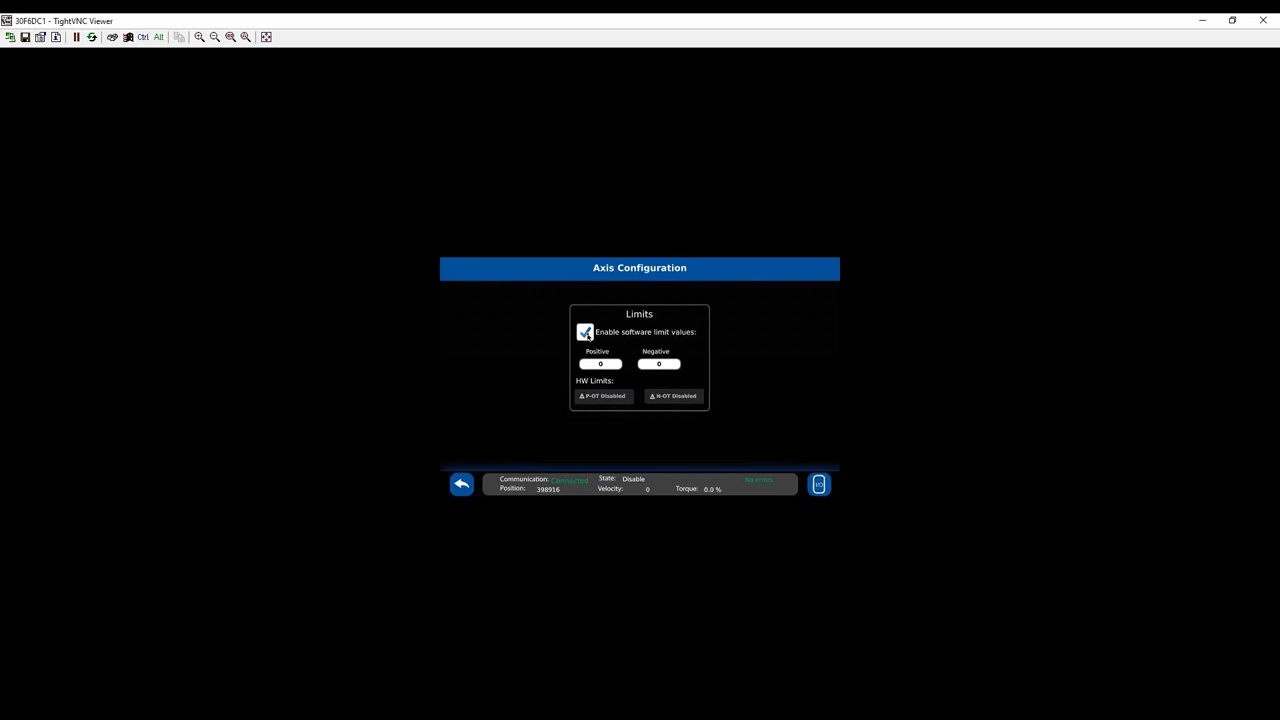 30F6DC1 - TightVNC Viewer
Ctrl Alt
Axis Configuration
Limits
Enable software limit values:
Positive Negative
0 0
HW Limits:
P-OT Disabled N-OT Disabled
Communication: Connected State: Disable No errors
Position: 398916 Velocity: 0 Torque: 0.0 %
I/O